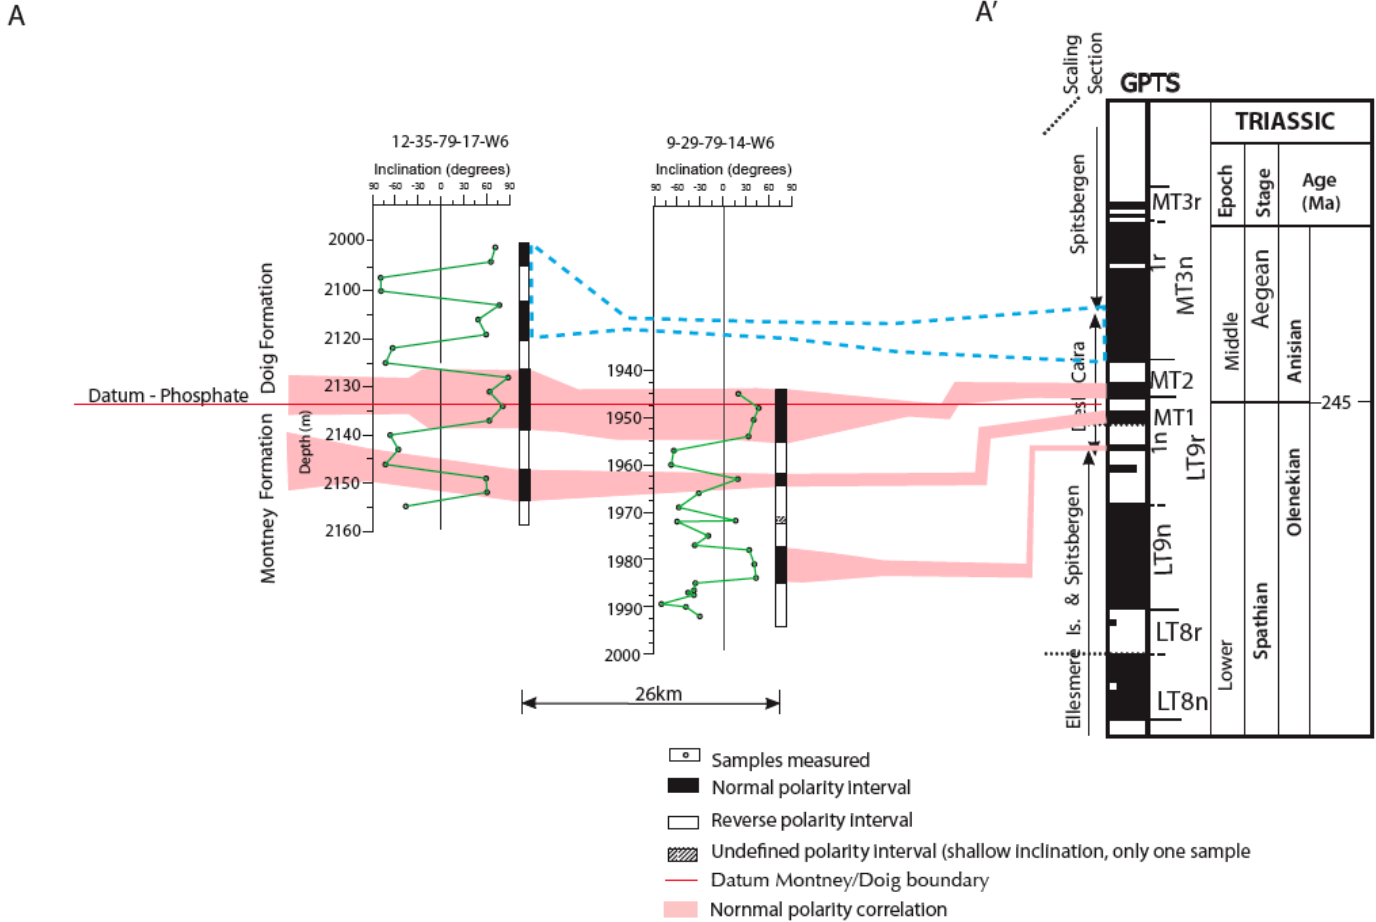 A
A'
Scaling
Section
GPTS
TRIASSIC
Epoch
Stage
Age
(Ma)
12-35-79-17-W6
Inclination (degrees)
90 -60 -30 0 30 60 90
9-29-79-14-W6
Inclination (degrees)
90 -60 -30 0 30 60 90
2000
2100
2120
2130
2140
2150
2160
Depth (m)
Doig Formation
Montney Formation
Datum - Phosphate
1940
1950
1960
1970
1980
1990
2000
26km
Spitsbergen
Desli Caira
Ellesmere Is. & Spitsbergen
MT3r
1r
MT3n
MT2
MT1
1n
LT9r
LT9n
LT8r
LT8n
Middle
Lower
Aegean
Spathian
Anisian
Olenekian
245
Samples measured
Normal polarity interval
Reverse polarity interval
Undefined polarity interval (shallow inclination, only one sample
Datum Montney/Doig boundary
Nornmal polarity correlation